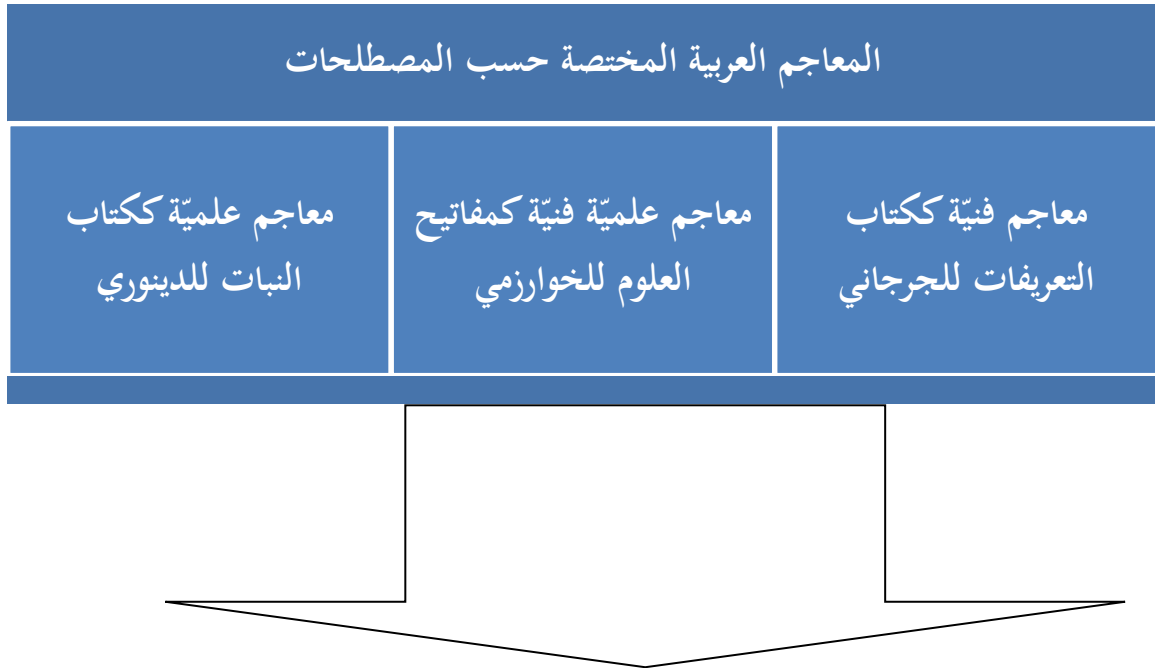 المعاجم العربية المختصة حسب المصطلحات
معاجم فنيّة ككتاب
التعريفات للجرجاني
معاجم علميّة فنيّة كمفاتيح
العلوم للخوارزمي
معاجم علميّة ككتاب
النبات للدينوري